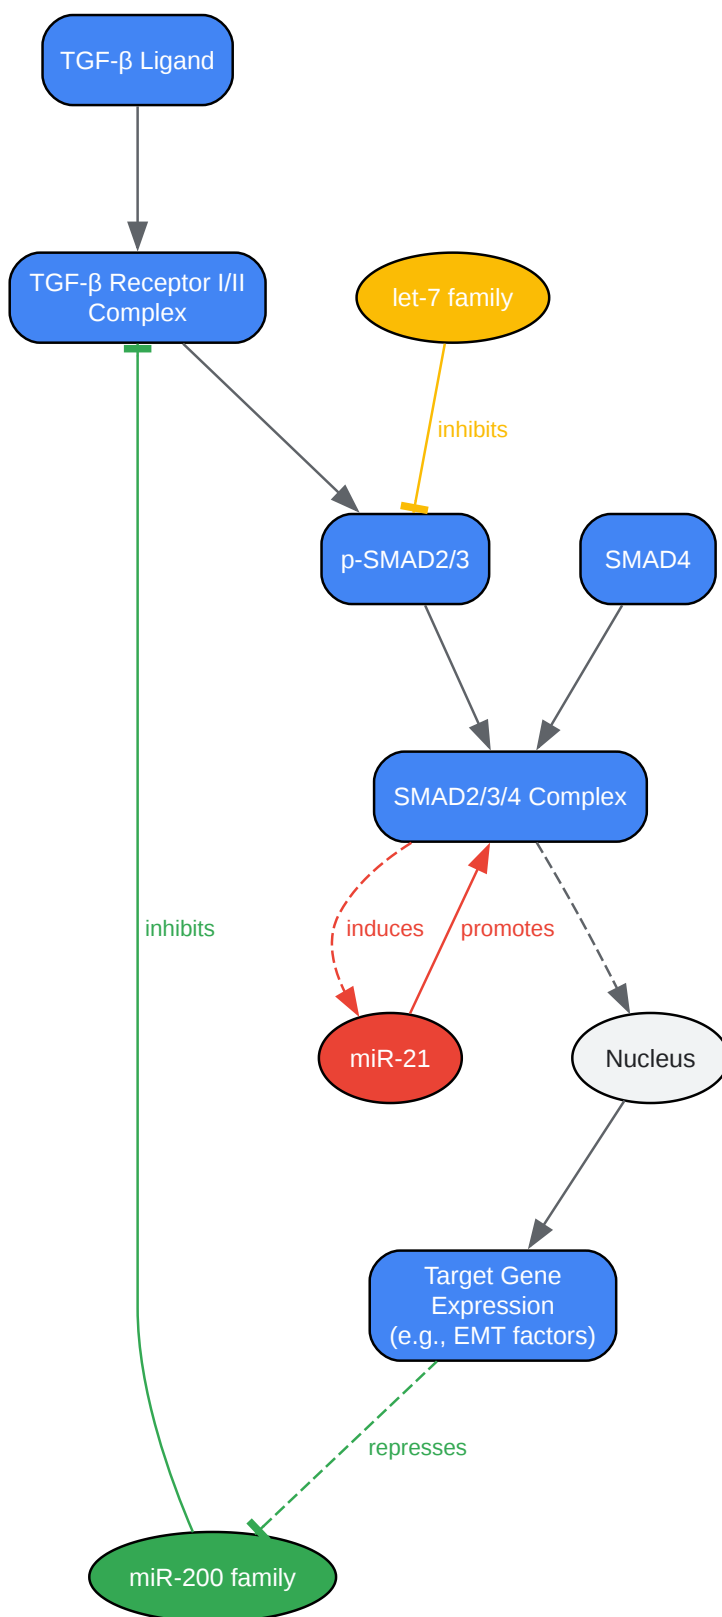 TGF-β Ligand
TGF-β Receptor I/II
Complex
let-7 family
inhibits
p-SMAD2/3
SMAD4
SMAD2/3/4 Complex
inhibits
induces
promotes
miR-21
Nucleus
Target Gene
Expression
(e.g., EMT factors)
represses
miR-200 family